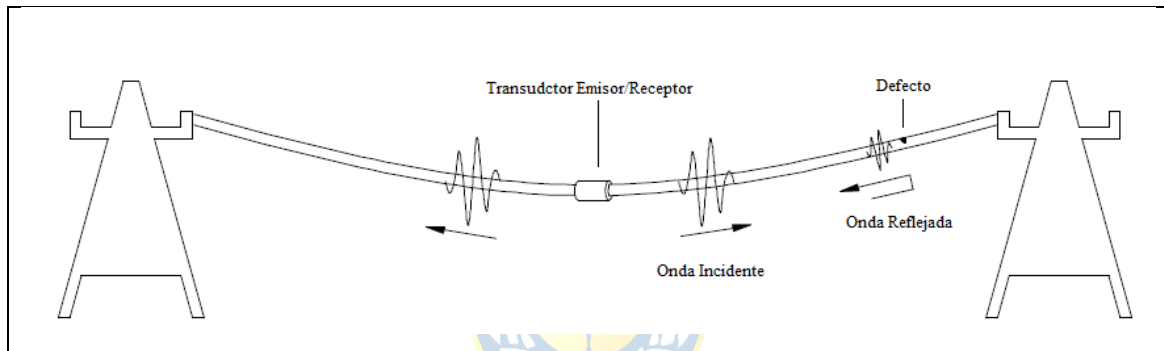 Transudctor Emisor/Receptor
Defecto
Onda Reflejada
Onda Incidente